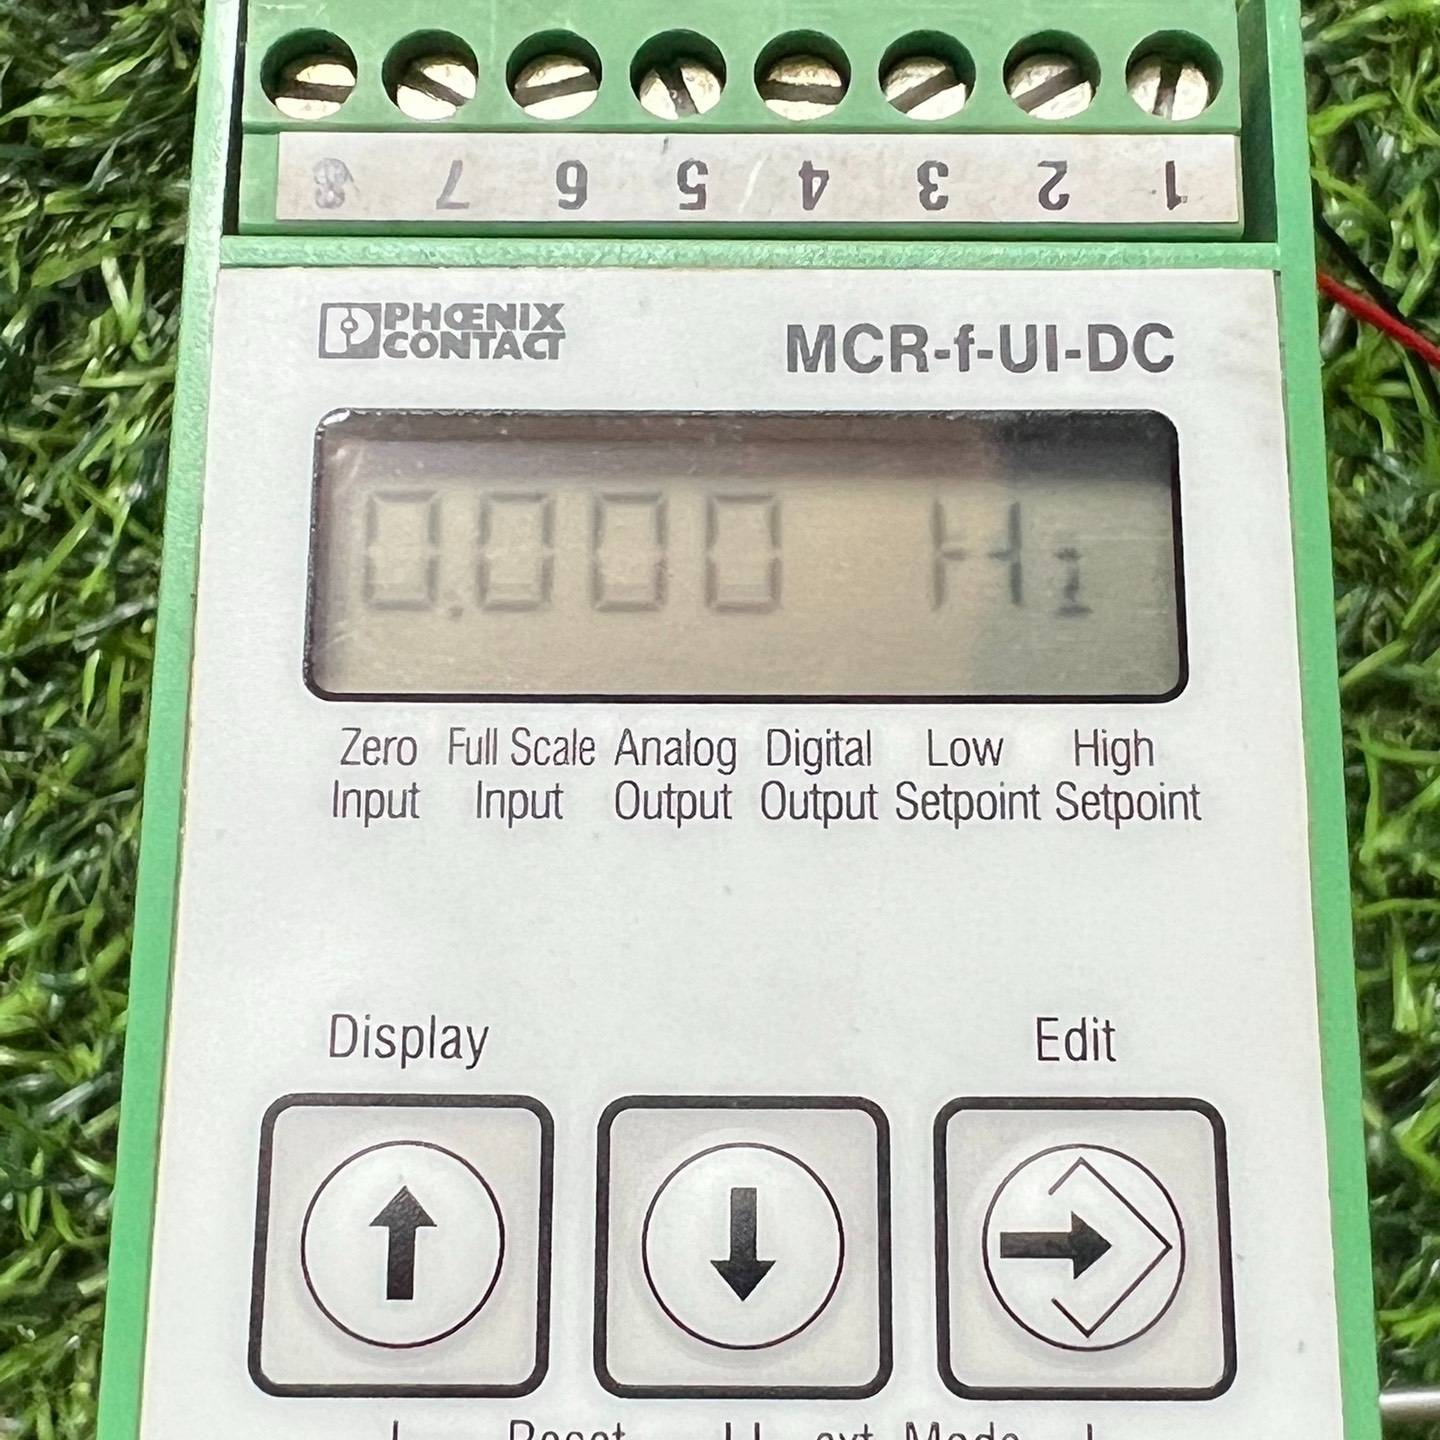 8 7 6 5 4 3 2 1
PHŒNIX
CONTACT
MCR-f-UI-DC
0.000 Hz
Zero Full Scale Analog Digital Low High
Input Input Output Output Setpoint Setpoint
Display Edit